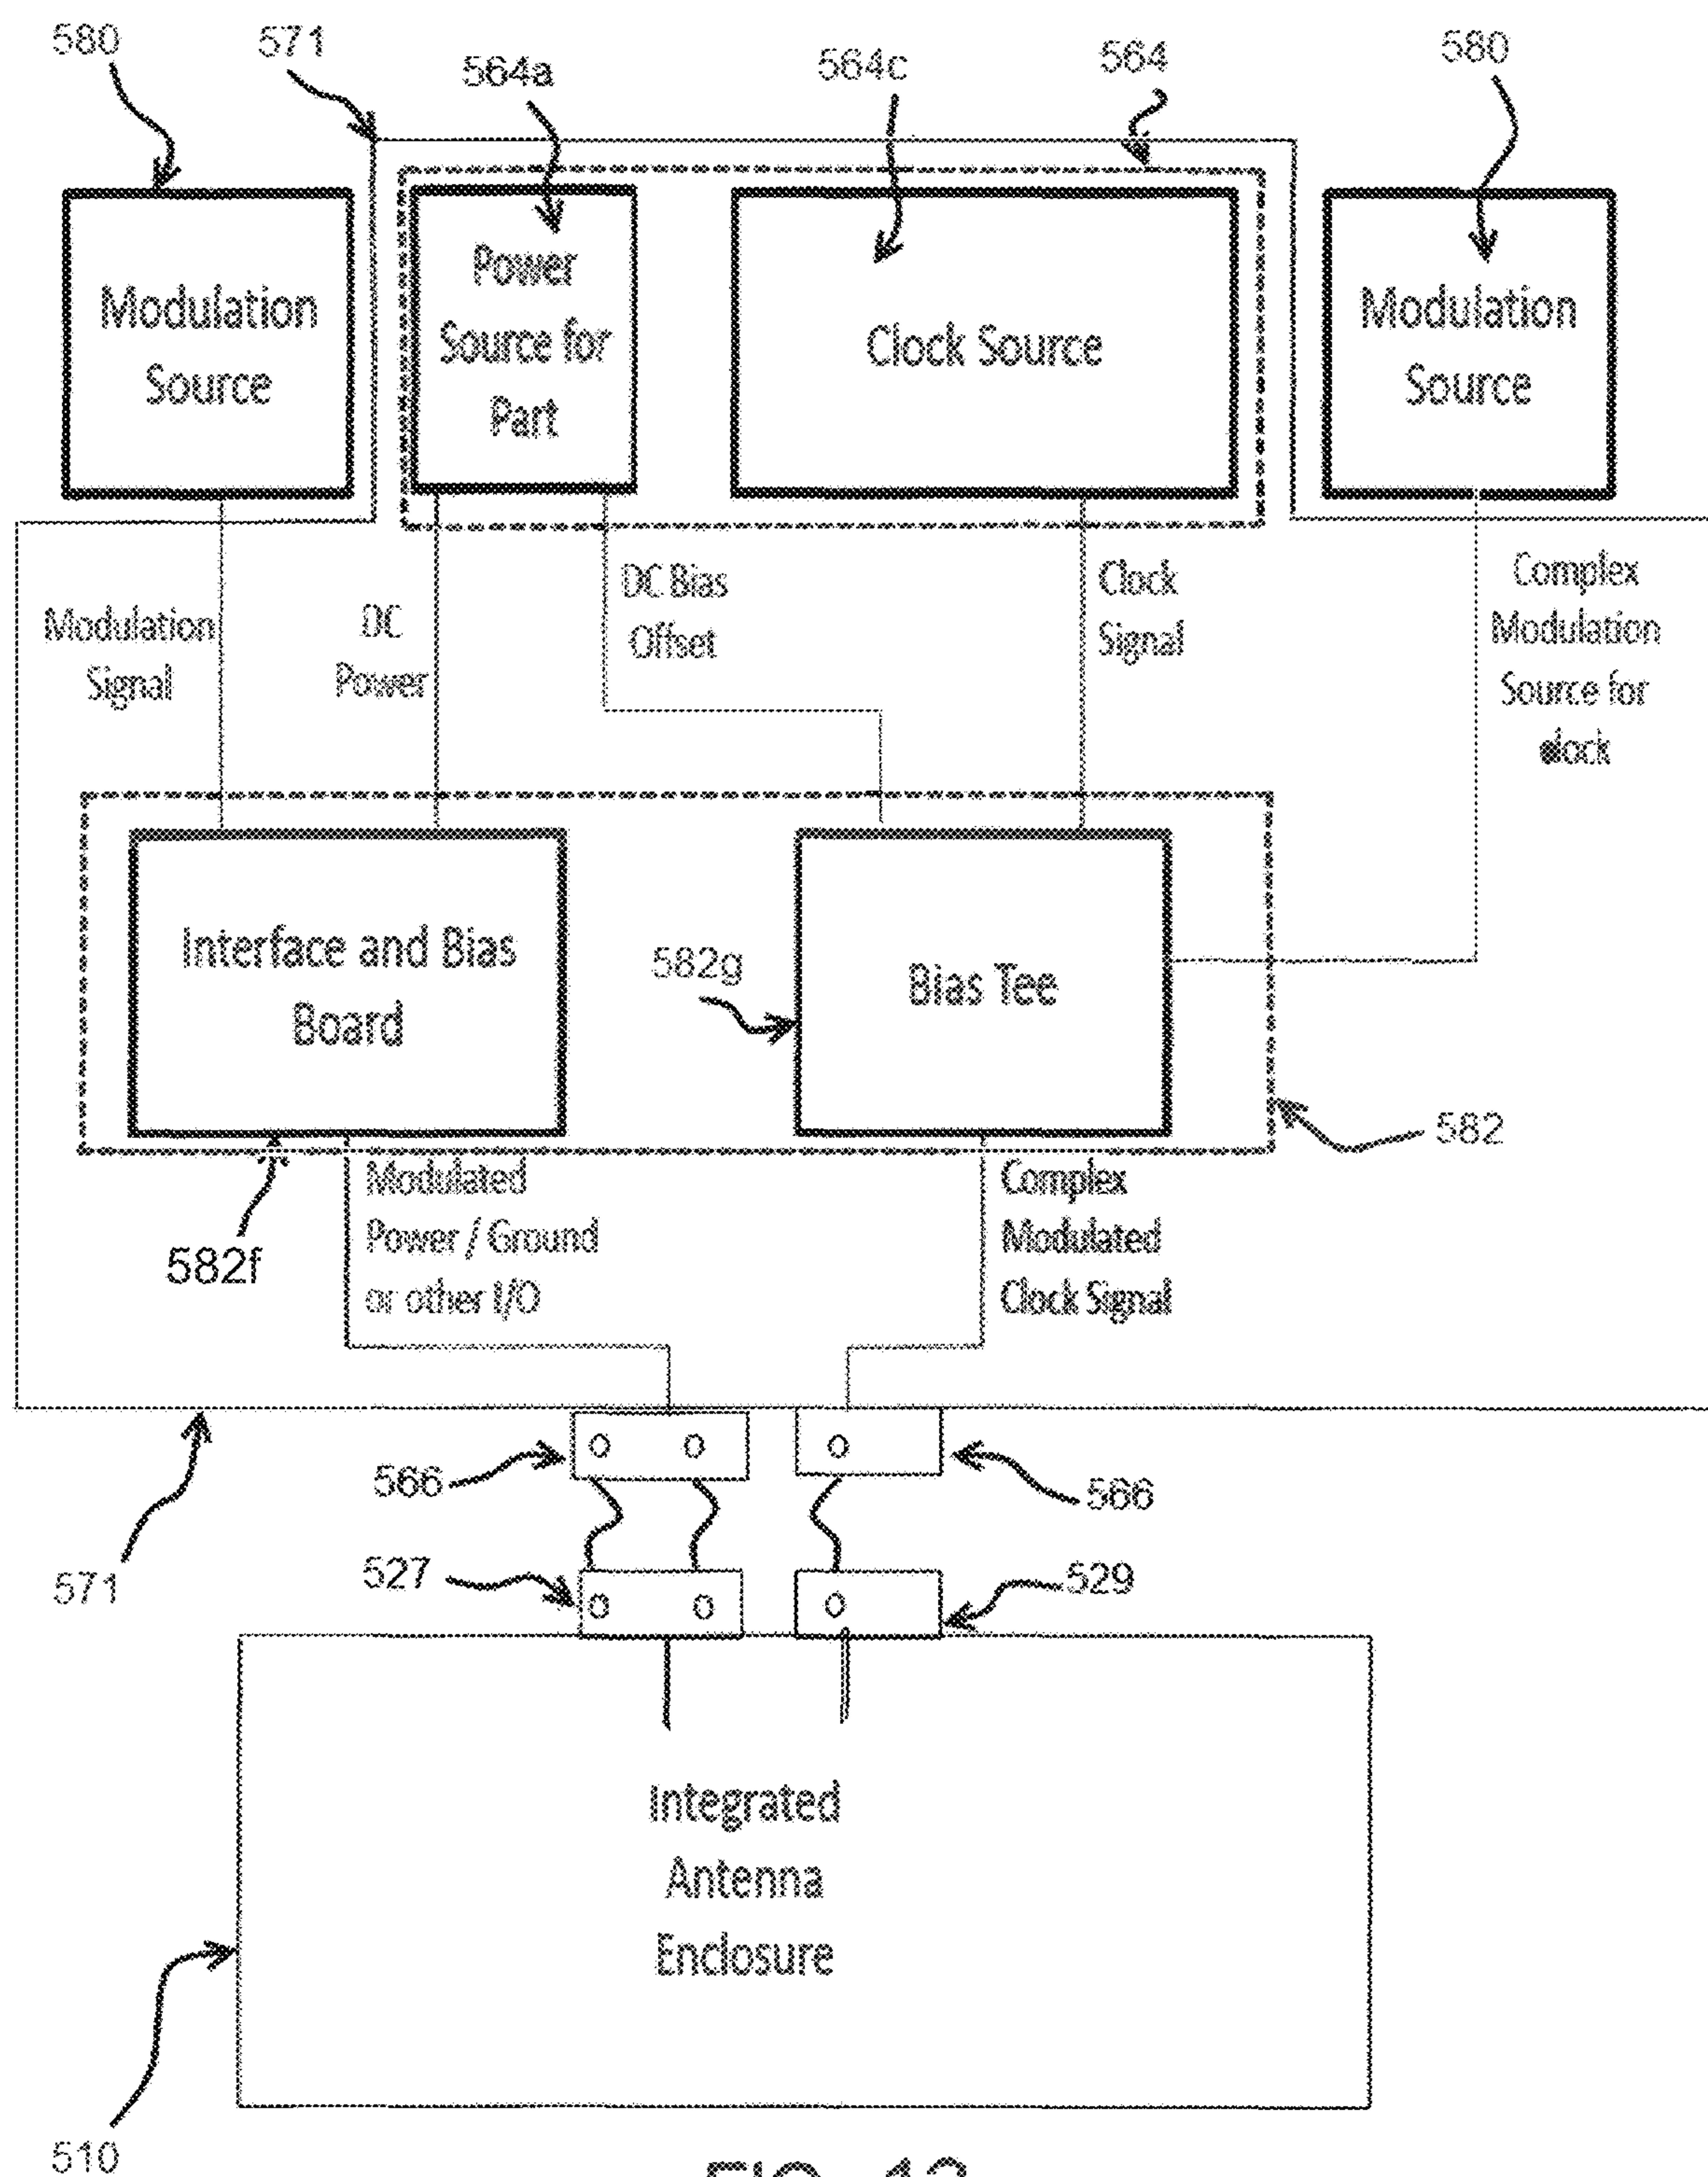 580
571
564a
564c
564
580
Modulation
Source
Power
Source for
Part
Clock Source
Modulation
Source
Modulation
Signal
DC
Power
DC Bias
Offset
Clock
Signal
Complex
Modulation
Source for
clock
Interface and Bias
Board
582g
Bias Tee
582
582f
Modulated
Power / Ground
or other I/O
Complex
Modulated
Clock Signal
566
566
571
527
529
Integrated
Antenna
Enclosure
510